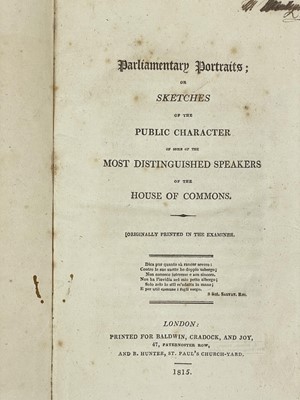 Parliamentary Portraits;
OR
SKETCHES
OF THE
PUBLIC CHARACTER
OF SOME OF THE
MOST DISTINGUISHED SPEAKERS
OF THE
HOUSE OF COMMONS.
[ORIGINALLY PRINTED IN THE EXAMINER.
LONDON:
PRINTED FOR BALDWIN, CRADOCK, AND JOY,
47, PATERNOSTER ROW,
AND R. HUNTER, ST. PAUL'S CHURCH-YARD.
1815.